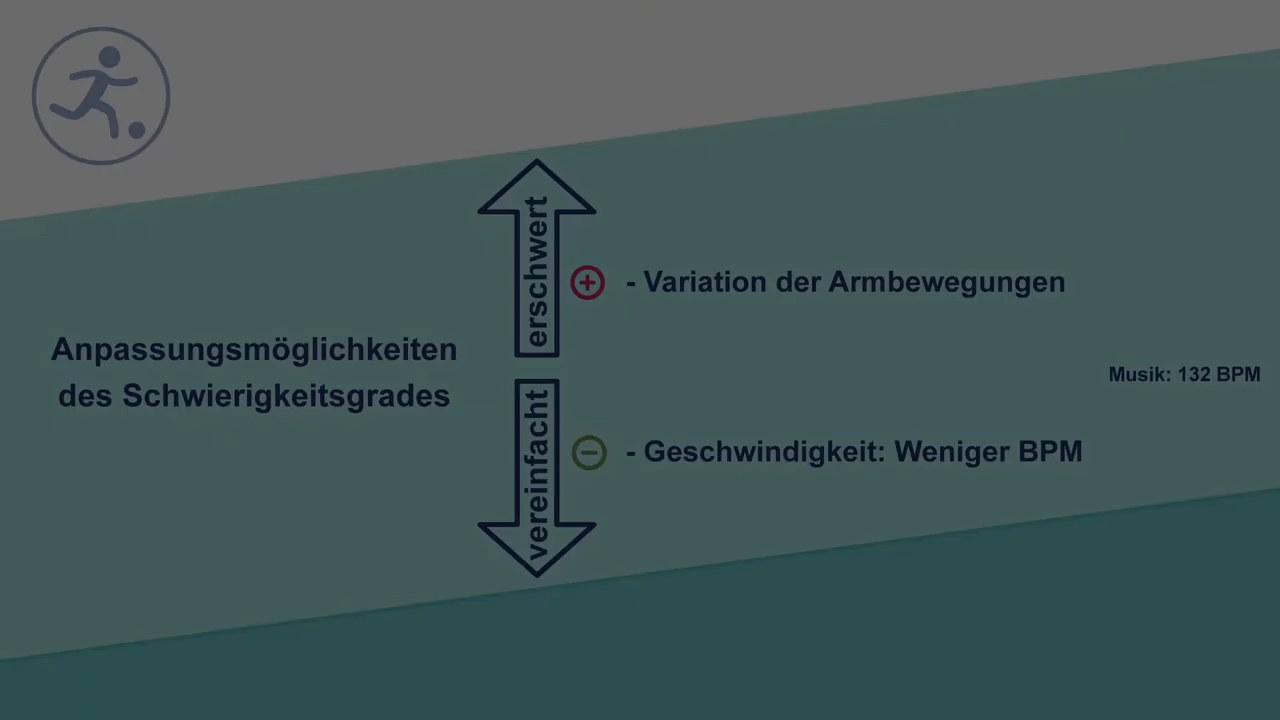 erschwert
- Variation der Armbewegungen
Anpassungsmöglichkeiten
des Schwierigkeitsgrades
Musik: 132 BPM
vereinfacht
- Geschwindigkeit: Weniger BPM